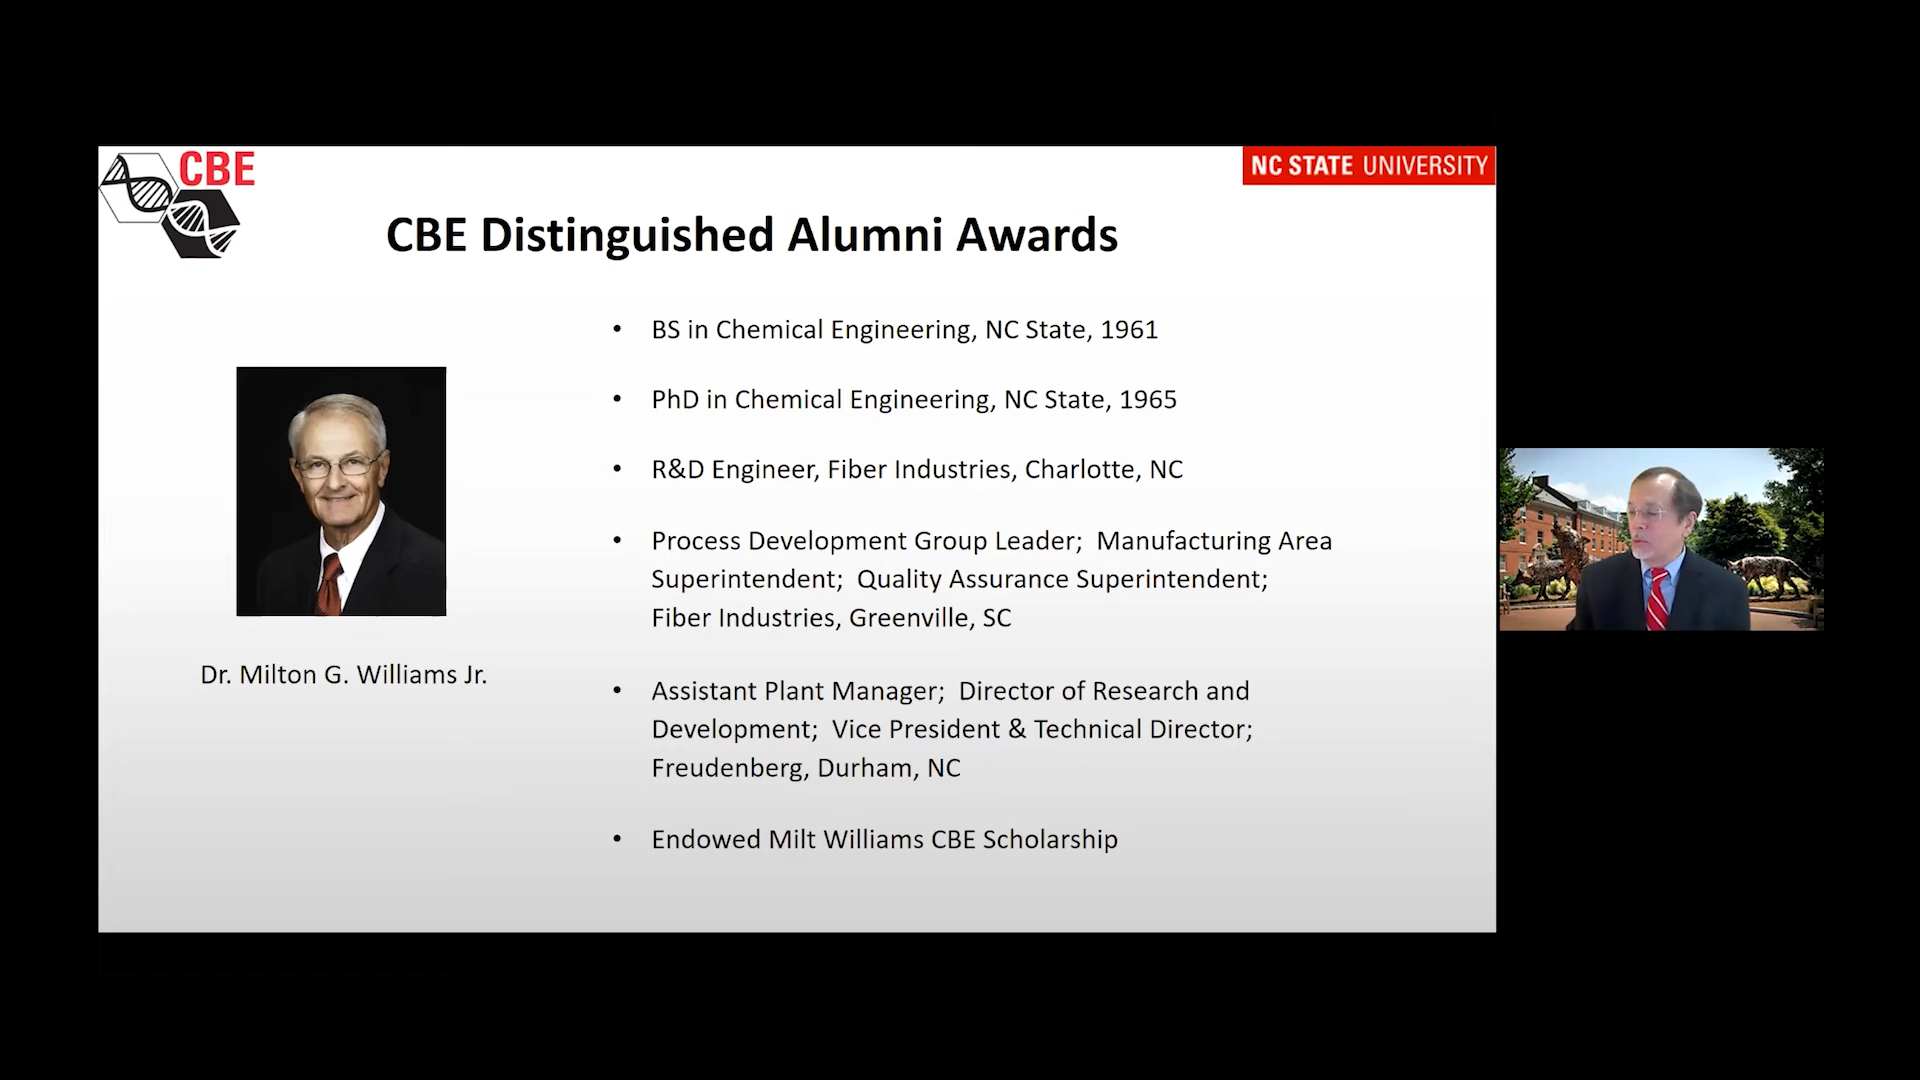 CBE
NC STATE UNIVERSITY
CBE Distinguished Alumni Awards
• BS in Chemical Engineering, NC State, 1961
• PhD in Chemical Engineering, NC State, 1965
• R&D Engineer, Fiber Industries, Charlotte, NC
• Process Development Group Leader;  Manufacturing Area
Superintendent;  Quality Assurance Superintendent;
Fiber Industries, Greenville, SC
• Assistant Plant Manager;  Director of Research and
Development;  Vice President & Technical Director;
Freudenberg, Durham, NC
• Endowed Milt Williams CBE Scholarship
Dr. Milton G. Williams Jr.